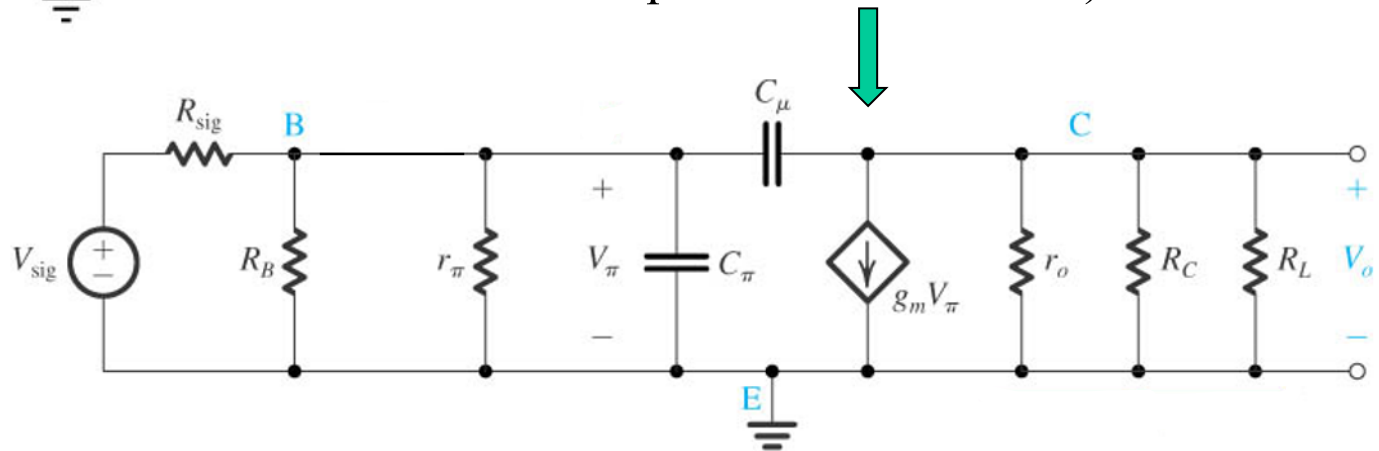 C_μ
R_sig
B
C
+
+
V_sig
+
−
R_B
r_π
V_π
C_π
g_m V_π
r_o
R_C
R_L
V_o
−
−
E